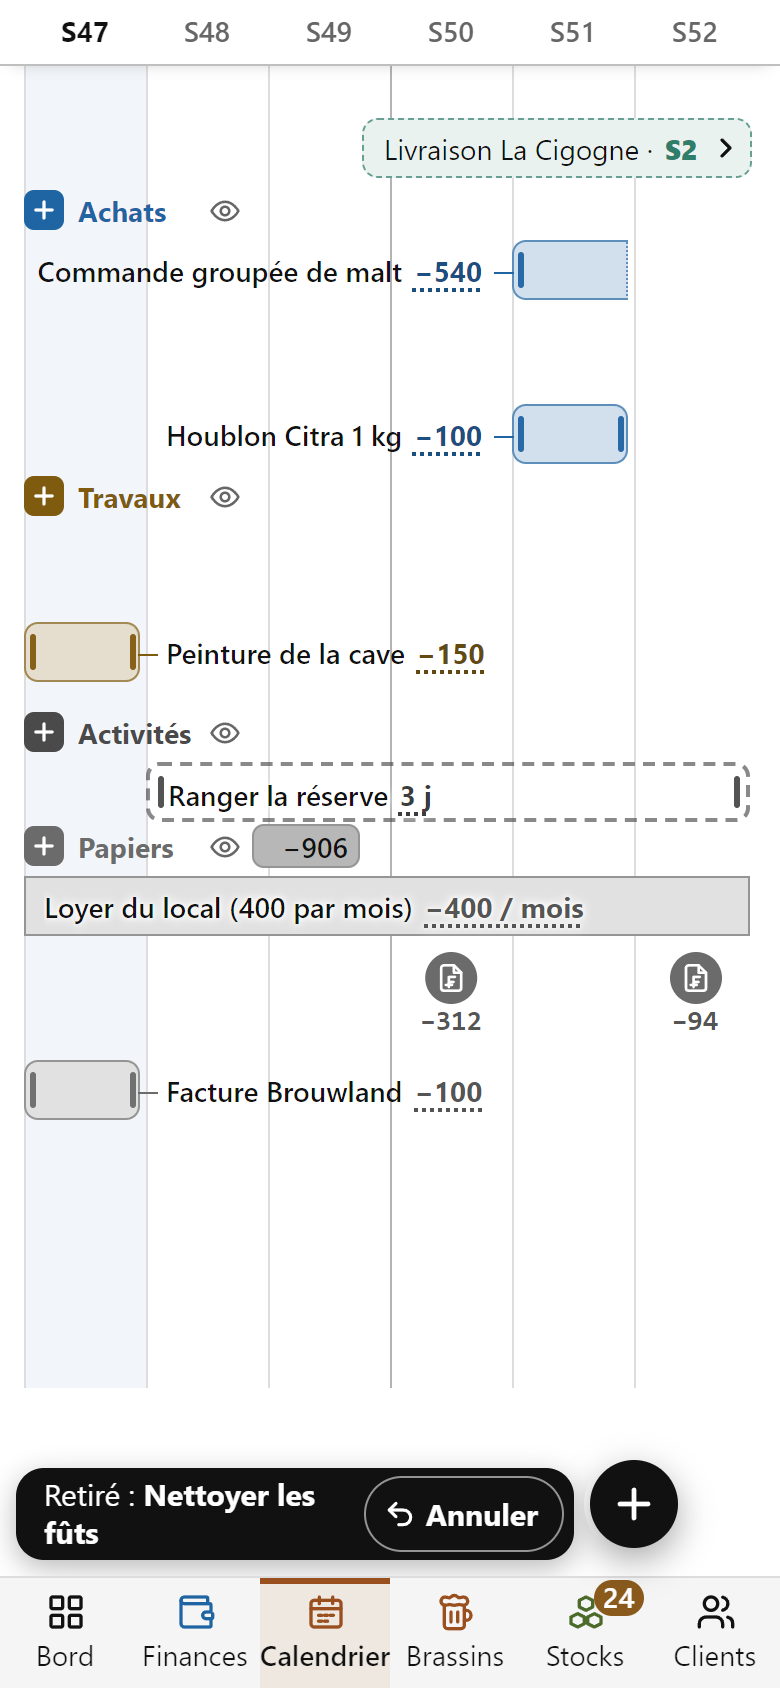 S47 S48 S49 S50 S51 S52
Livraison La Cigogne · S2
Achats
Commande groupée de malt −540
Houblon Citra 1 kg −100
Travaux
Peinture de la cave −150
Activités
Ranger la réserve 3 j
Papiers −906
Loyer du local (400 par mois) −400 / mois
−312 −94
Facture Brouwland −100
Retiré : Nettoyer les
fûts
Annuler
24
Bord Finances Calendrier Brassins Stocks Clients